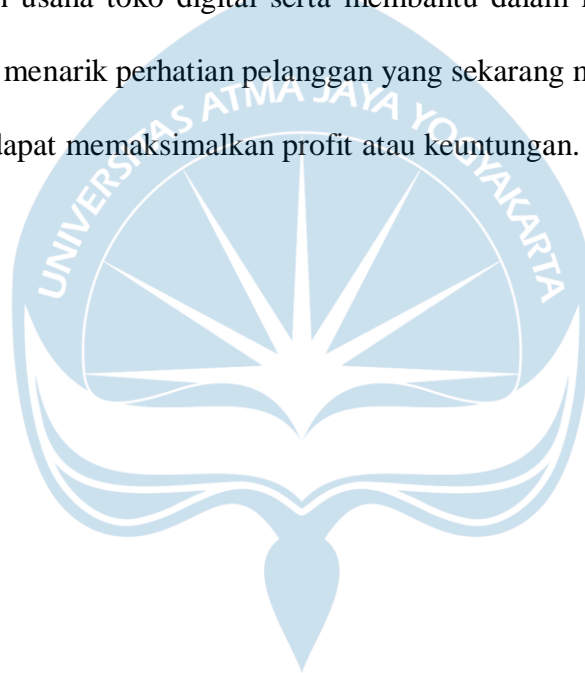 usaha toko digital serta membantu dalam
menarik perhatian pelanggan yang sekarang
dapat memaksimalkan profit atau keuntungan.
UNIVERSITAS ATMA JAYA YOGYAKARTA